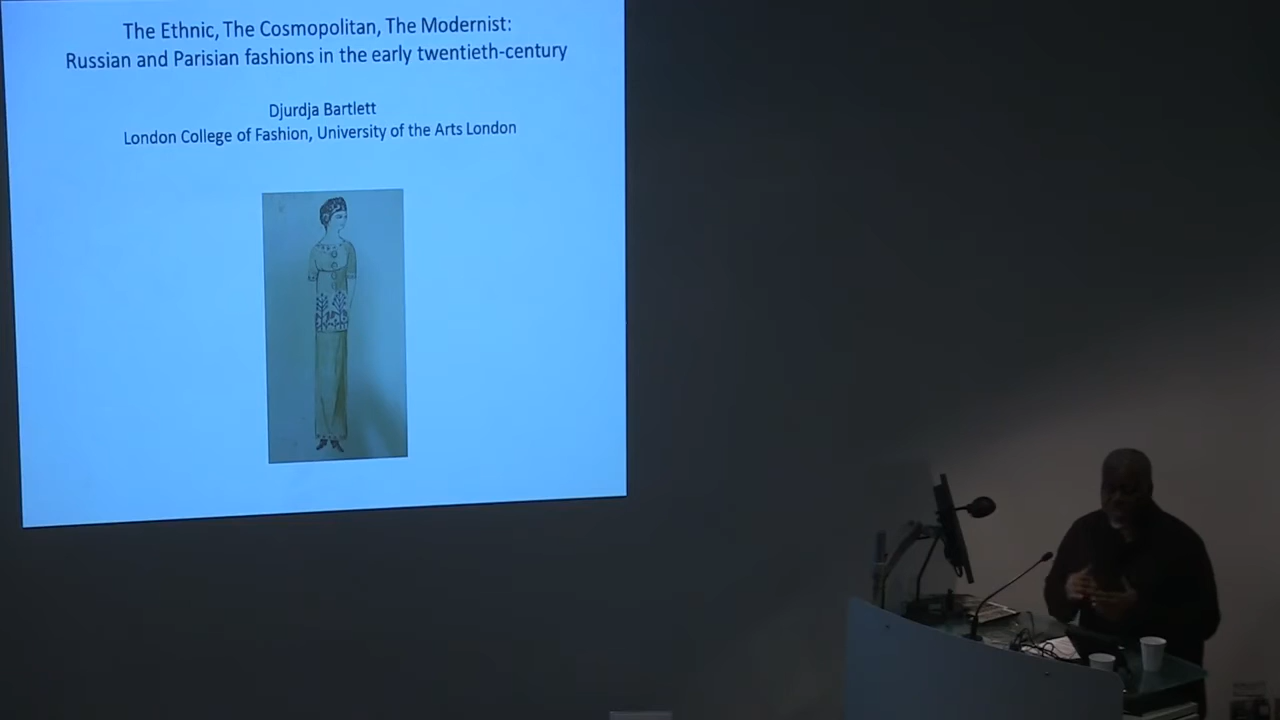 The Ethnic, The Cosmopolitan, The Modernist:
Russian and Parisian fashions in the early twentieth-century
Djurdja Bartlett
London College of Fashion, University of the Arts London